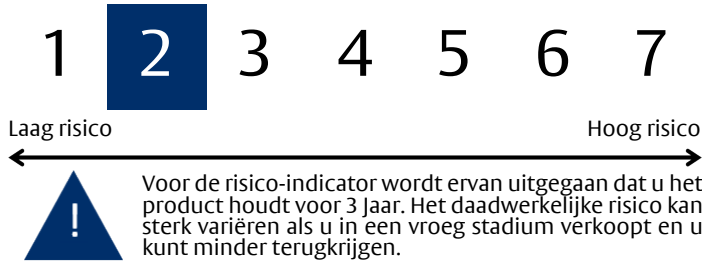 1 2 3 4 5 6 7
Laag risico Hoog risico
!
Voor de risico-indicator wordt ervan uitgegaan dat u het
product houdt voor 3 Jaar. Het daadwerkelijke risico kan
sterk variëren als u in een vroeg stadium verkoopt en u
kunt minder terugkrijgen.